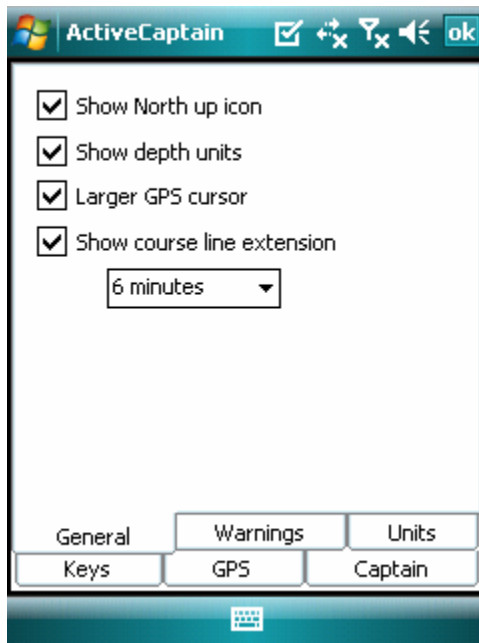 ActiveCaptain ok
Show North up icon
Show depth units
Larger GPS cursor
Show course line extension
6 minutes
General Warnings Units
Keys GPS Captain